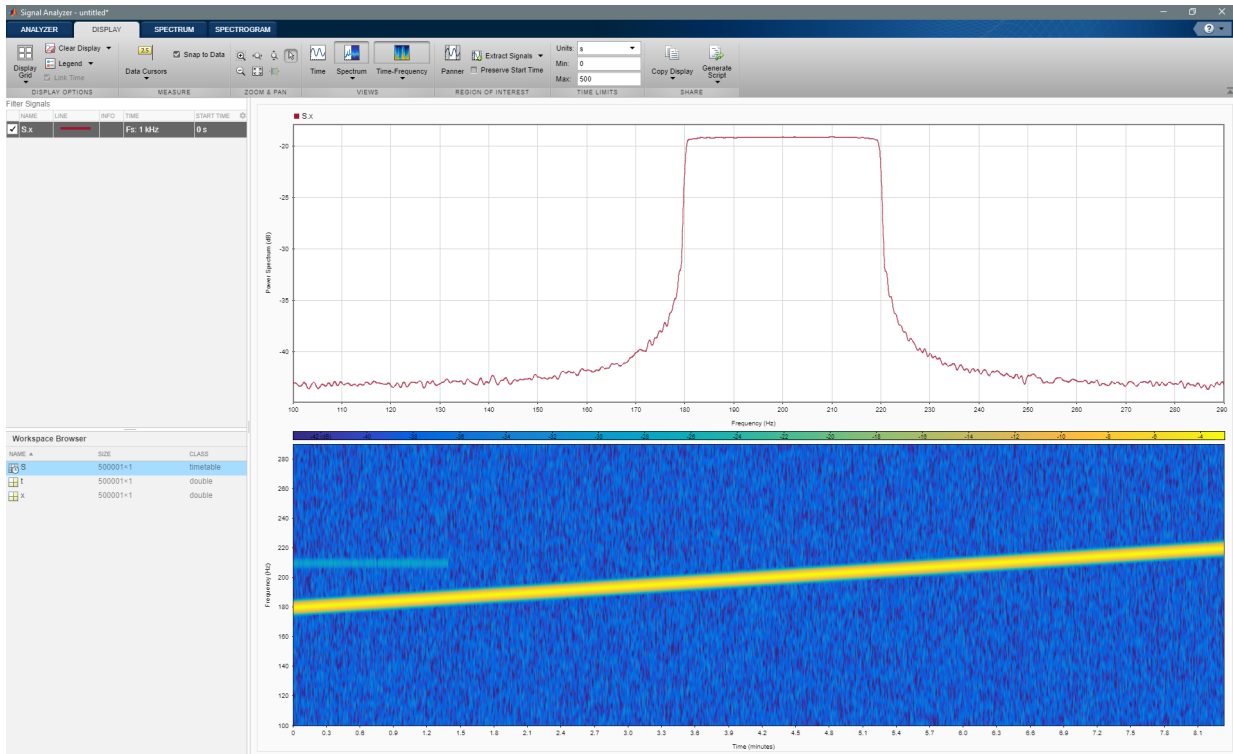 Signal Analyzer - untitled*
ANALYZER DISPLAY SPECTRUM SPECTROGRAM
Display Grid
Clear Display
Legend
Link Time
DISPLAY OPTIONS
Data Cursors
Snap to Data
MEASURE
ZOOM & PAN
Time Spectrum Time-Frequency
VIEWS
Panner
Extract Signals
Preserve Start Time
REGION OF INTEREST
Units: s
Min: 0
Max: 500
TIME LIMITS
Copy Display
Generate Script
SHARE
Filter Signals
NAME LINE INFO TIME START TIME
S.x Fs: 1 kHz 0 s
Workspace Browser
NAME SIZE CLASS
S 500001×1 timetable
t 500001×1 double
x 500001×1 double
S.x
Power Spectrum (dB)
-20
-25
-30
-35
-40
100 110 120 130 140 150 160 170 180 190 200 210 220 230 240 250 260 270 280 290
Frequency (Hz)
-42 (dB) -40 -38 -36 -34 -32 -30 -28 -26 -24 -22 -20 -18 -16 -14 -12 -10 -8 -6 -4
Frequency (Hz)
280
260
240
220
200
180
160
140
120
100
0 0.3 0.6 0.9 1.2 1.5 1.8 2.1 2.4 2.7 3.0 3.3 3.6 3.9 4.2 4.5 4.8 5.1 5.4 5.7 6.0 6.3 6.6 6.9 7.2 7.5 7.8 8.1
Time (minutes)